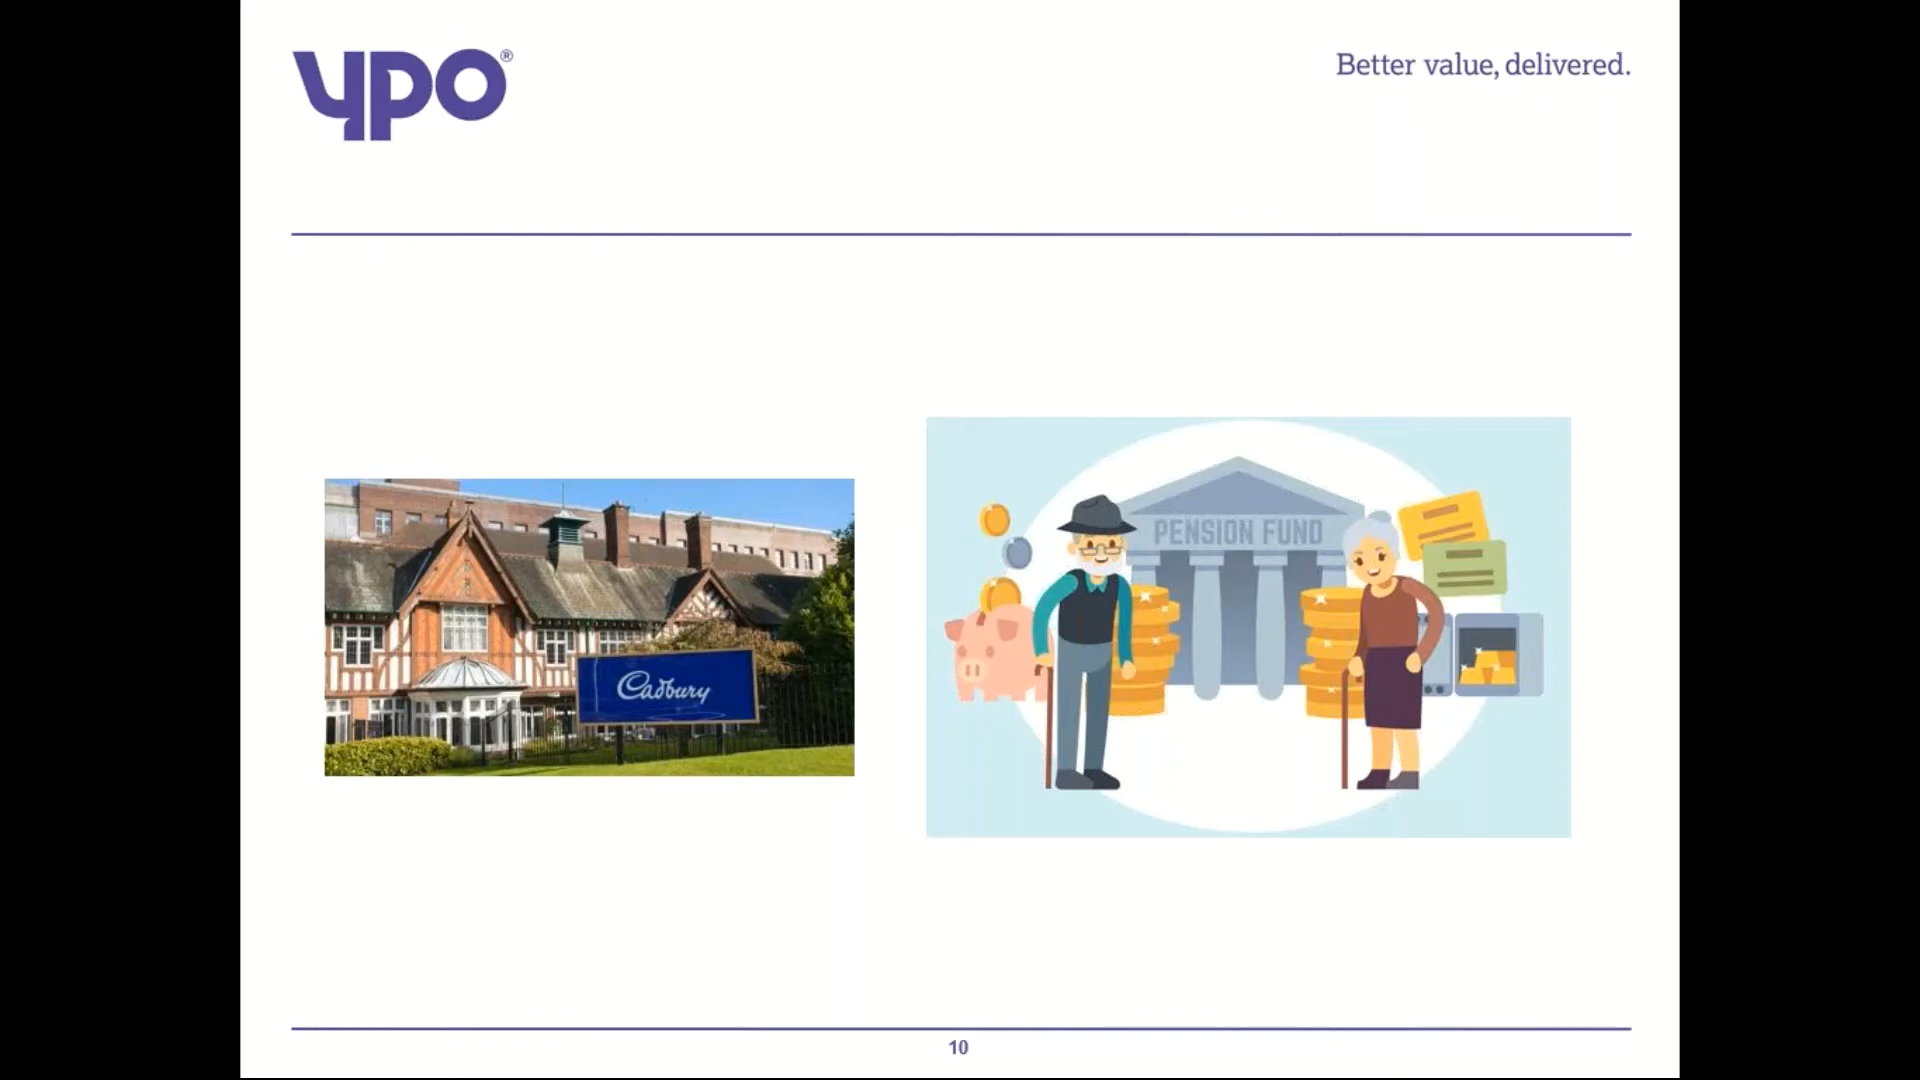 ypo®
Better value, delivered.
Cadbury
PENSION FUND
10